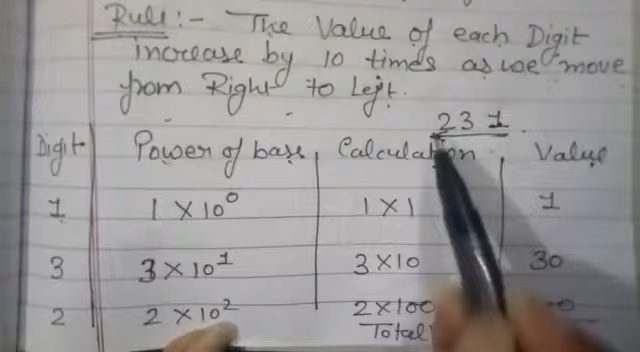 Rule:- The Value of each Digit
increase by 10 times as we move
from Right to Left.
231.
Digit Power of base Calculation Value
1 1 × 10⁰ 1 × 1 1
3 3 × 10¹ 3 × 10 30
2 2 × 10² 2 × 100
Total